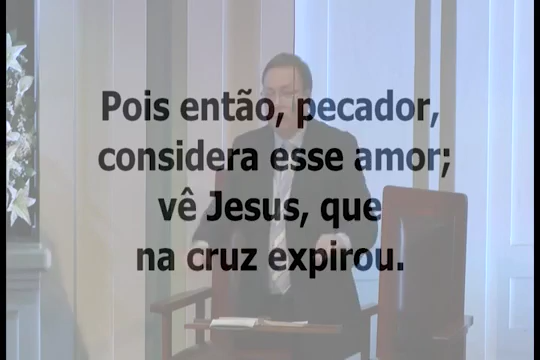 Pois então, pecador,
considera esse amor;
vê Jesus, que
na cruz expirou.